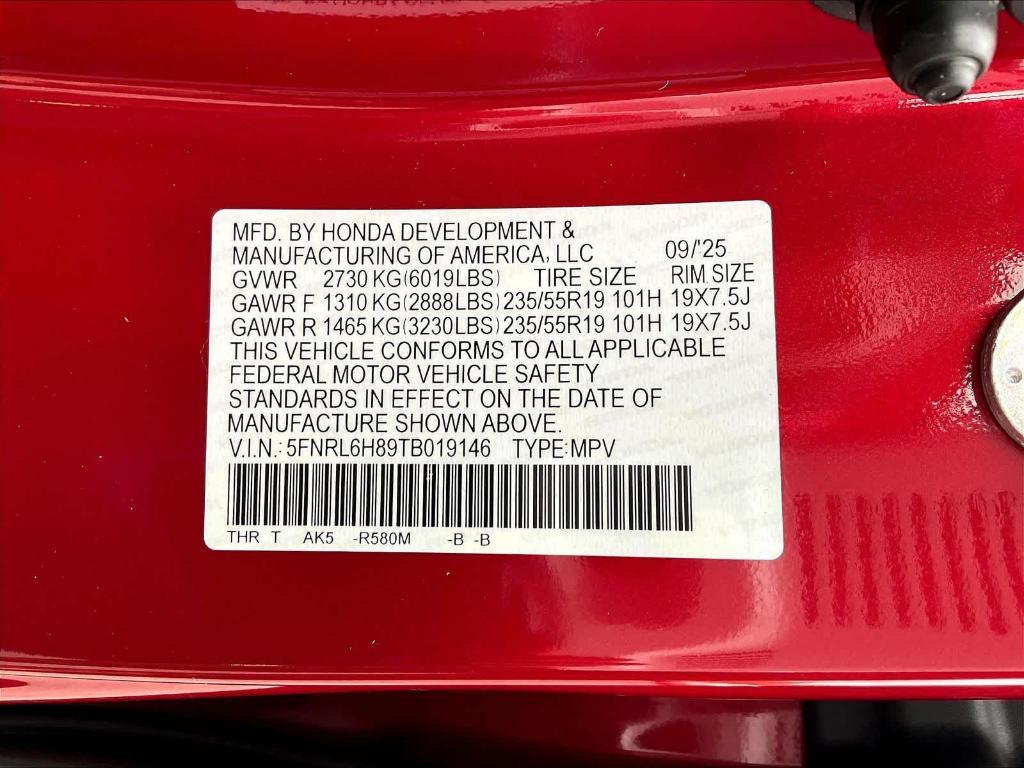 MFD. BY HONDA DEVELOPMENT &
MANUFACTURING OF AMERICA, LLC 09/'25
GVWR 2730 KG(6019LBS) TIRE SIZE RIM SIZE
GAWR F 1310 KG(2888LBS) 235/55R19 101H 19X7.5J
GAWR R 1465 KG(3230LBS) 235/55R19 101H 19X7.5J
THIS VEHICLE CONFORMS TO ALL APPLICABLE
FEDERAL MOTOR VEHICLE SAFETY
STANDARDS IN EFFECT ON THE DATE OF
MANUFACTURE SHOWN ABOVE.
V.I.N.: 5FNRL6H89TB019146 TYPE:MPV
THR T AK5 -R580M -B -B